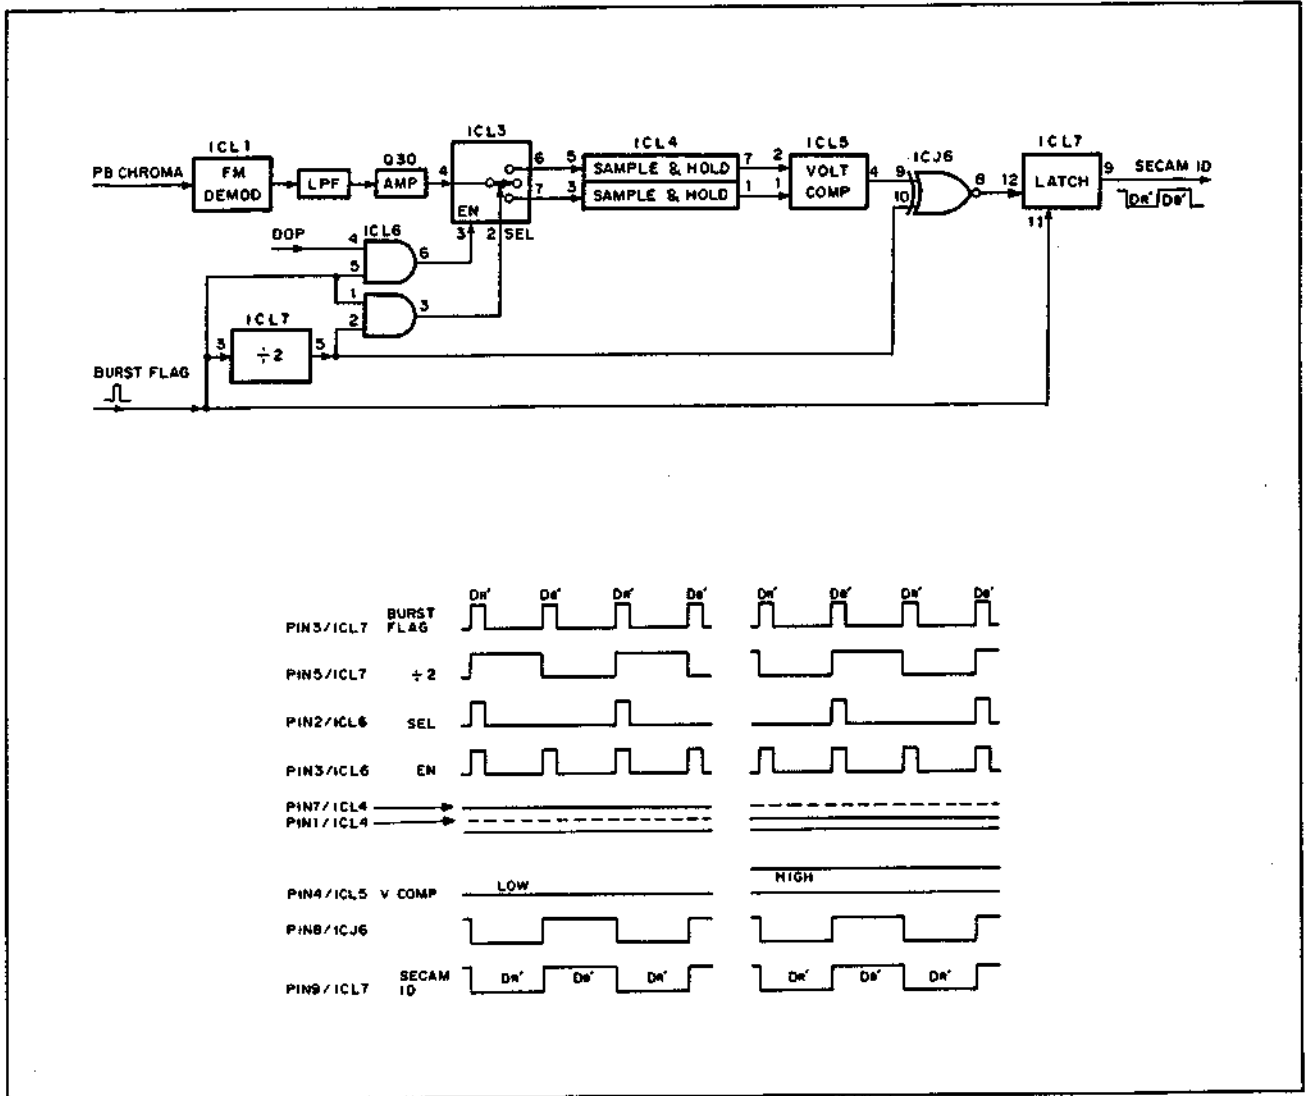 ICL1
ICL3
ICL4
ICL5
ICJ6
ICL7
PB CHROMA
FM DEMOD
LPF
Q30
AMP
4
6
7
EN
3
2 SEL
5
SAMPLE & HOLD
7
3
SAMPLE & HOLD
1
2
1
VOLT COMP
4
9
10
8
12
11
LATCH
9
SECAM ID
DR' DB'
DOP
ICL6
4
5
6
1
2
3
ICL7
3
÷2
5
BURST FLAG
DR' DB' DR' DB' DR' DB' DR' DB'
PIN3/ICL7 BURST FLAG
PIN5/ICL7 ÷2
PIN2/ICL6 SEL
PIN3/ICL6 EN
PIN7/ICL4
PIN1/ICL4
PIN4/ICL5 V COMP LOW HIGH
PIN8/ICJ6
PIN9/ICL7 SECAM ID DR' DB' DR' DR' DB' DR'